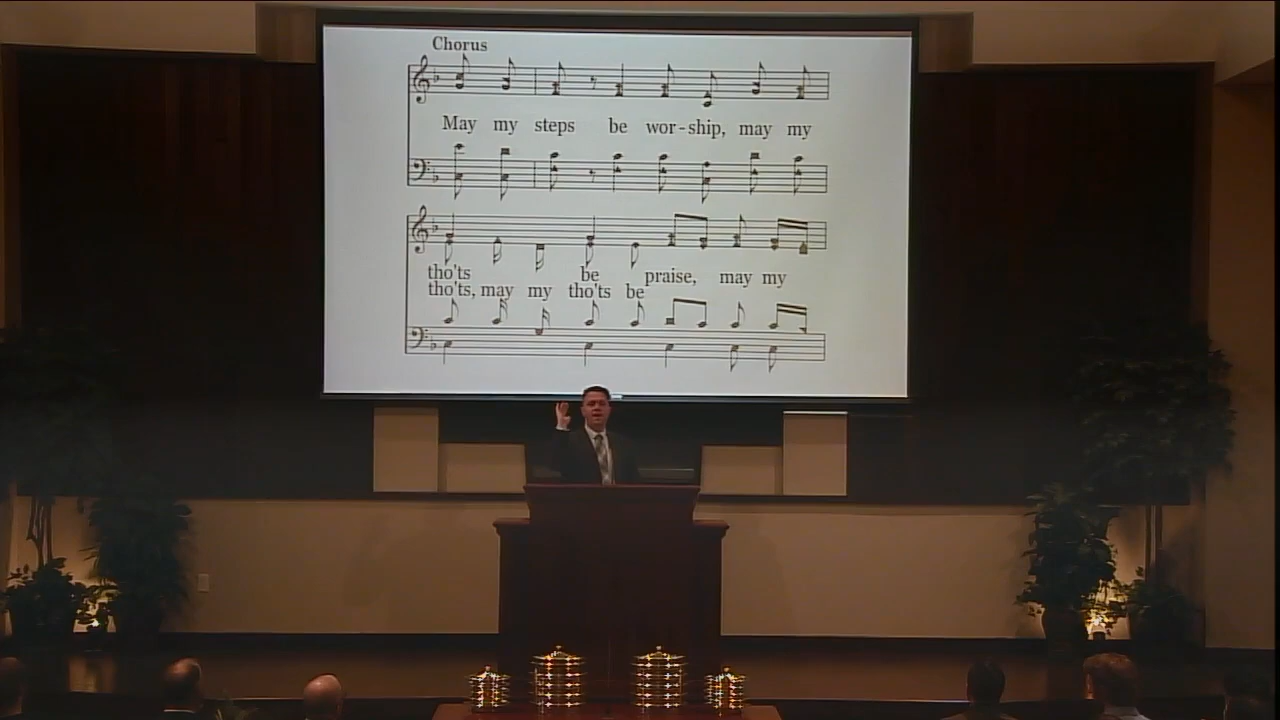 Chorus
May my steps be wor-ship, may my
tho'ts be praise, may my
tho'ts, may my tho'ts be